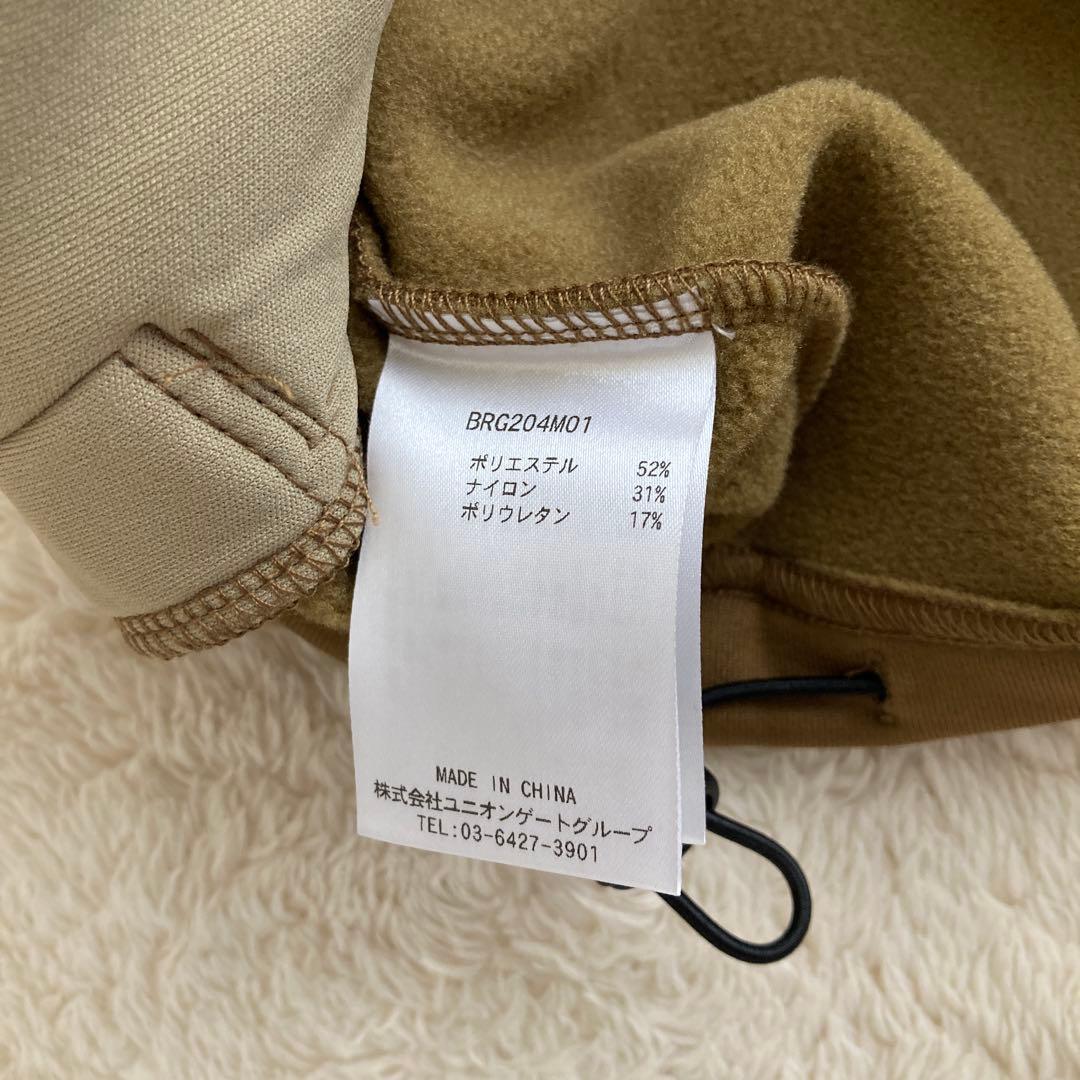 BRG204M01
ポリエステル 52%
ナイロン 31%
ポリウレタン 17%
MADE IN CHINA
株式会社ユニオンゲートグループ
TEL:03-6427-3901